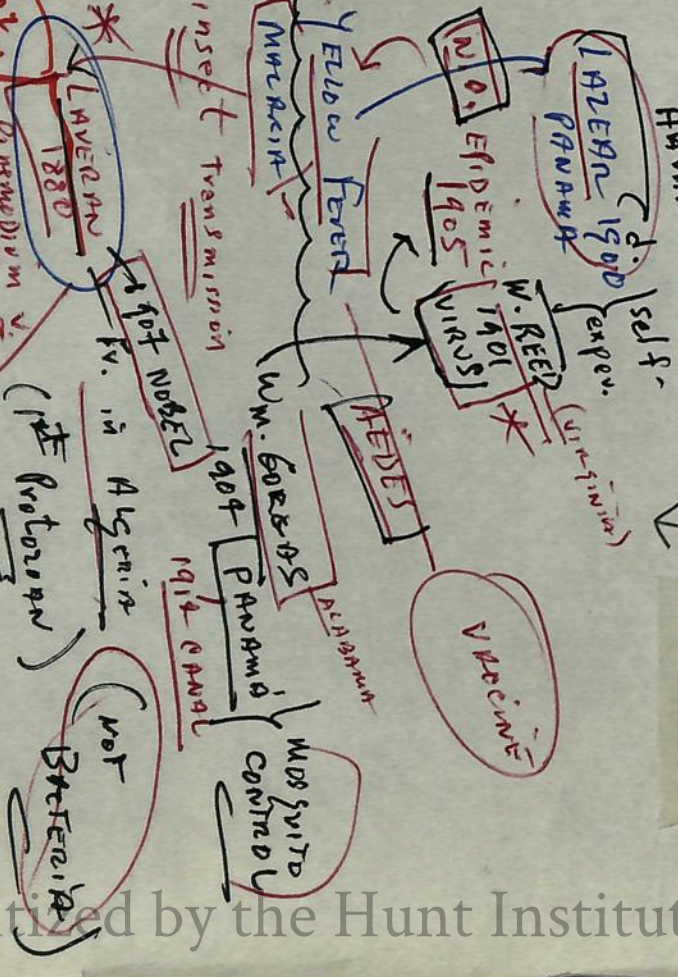 self-
exper.
LAZEAR (d.
1900
PANAMA
W. REED (VIRGINIA)
1901
VIRUS *
N.O. EPIDEMIC
1905
VACCINE
AËDES
YELLOW FEVER
MALARIA
Wm. GORGAS ALABAMA
1904 PANAMA
1914 CANAL
MOSQUITO
CONTROL
insect transmission
*
1907 NOBEL
LAVERAN
1880
Fr. in Algeria
(1st Protozoan)
(NOT
BACTERIA)
tized by the Hunt Institut